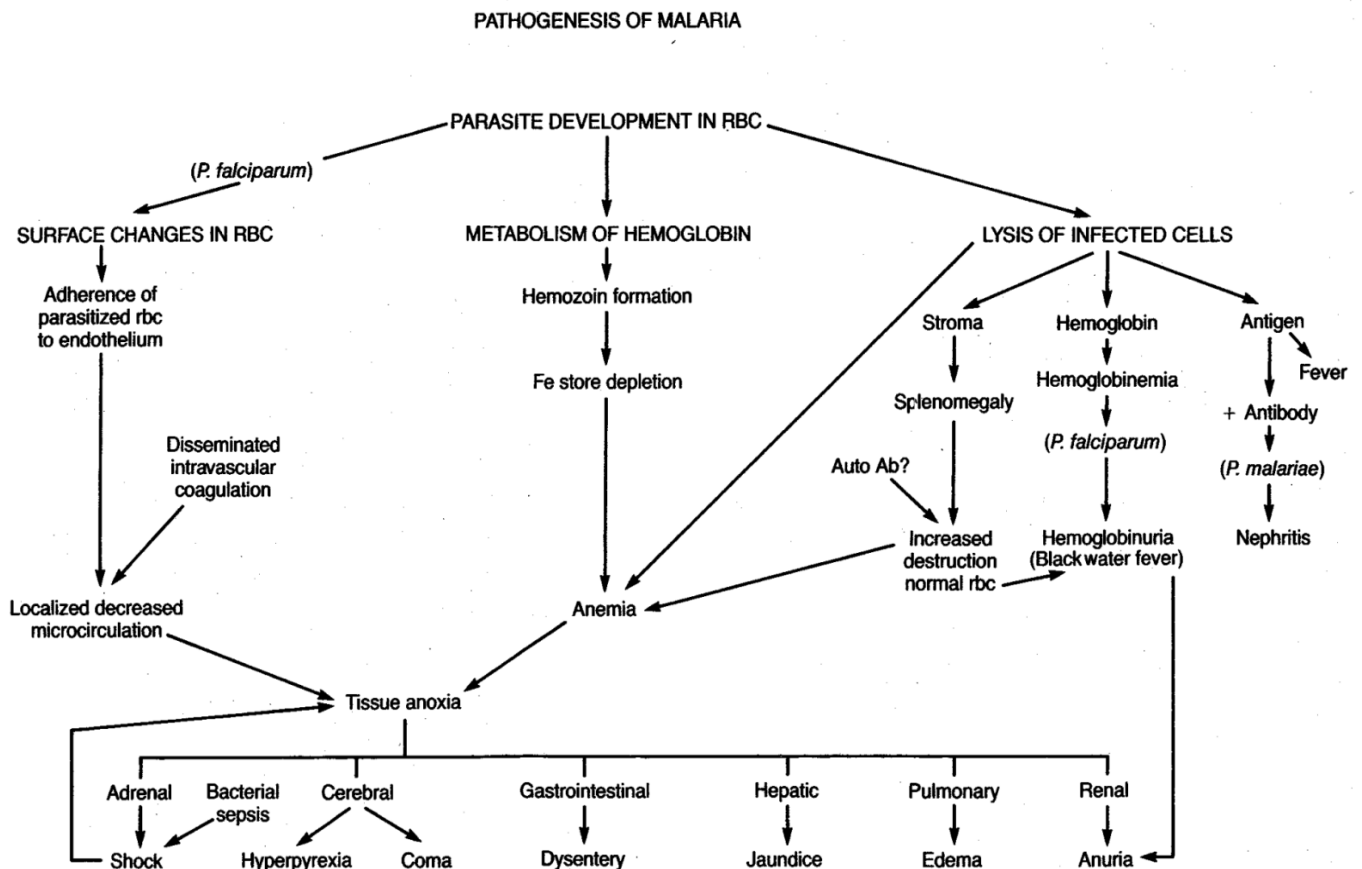 PATHOGENESIS OF MALARIA
PARASITE DEVELOPMENT IN RBC
(P. falciparum)
SURFACE CHANGES IN RBC
METABOLISM OF HEMOGLOBIN
LYSIS OF INFECTED CELLS
Adherence of
parasitized rbc
to endothelium
Hemozoin formation
Stroma
Hemoglobin
Antigen
Fever
Fe store depletion
Hemoglobinemia
Splenomegaly
+ Antibody
Disseminated
intravascular
coagulation
(P. falciparum)
Auto Ab?
(P. malariae)
Increased
destruction
normal rbc
Hemoglobinuria
(Black water fever)
Nephritis
Localized decreased
microcirculation
Anemia
Tissue anoxia
Adrenal
Bacterial
sepsis
Cerebral
Gastrointestinal
Hepatic
Pulmonary
Renal
Shock
Hyperpyrexia
Coma
Dysentery
Jaundice
Edema
Anuria